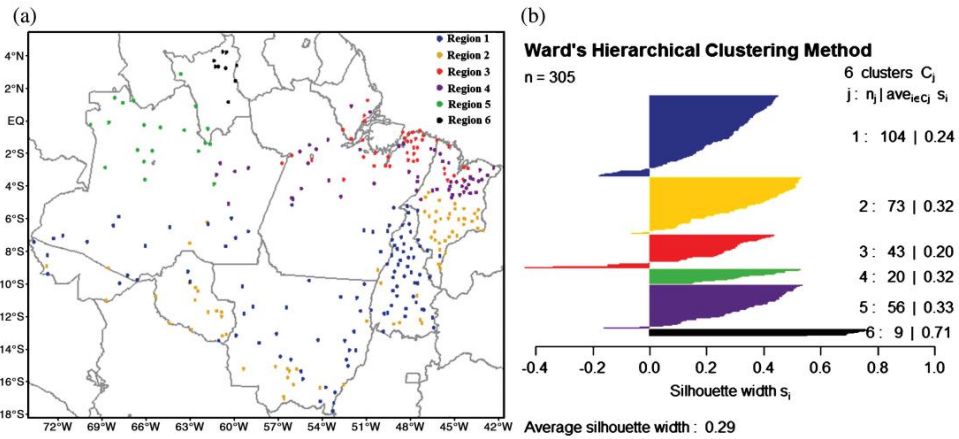 (a)
4°N
2°N
EQ
2°S
4°S
6°S
8°S
10°S
12°S
14°S
16°S
18°S
72°W 69°W 66°W 63°W 60°W 57°W 54°W 51°W 48°W 45°W 42°W
Region 1
Region 2
Region 3
Region 4
Region 5
Region 6
(b)
Ward's Hierarchical Clustering Method
n = 305
6 clusters Cj
j : nj | avei∈Cj si
1 : 104 | 0.24
2 : 73 | 0.32
3 : 43 | 0.20
4 : 20 | 0.32
5 : 56 | 0.33
6 : 9 | 0.71
-0.4 -0.2 0.0 0.2 0.4 0.6 0.8 1.0
Silhouette width si
Average silhouette width : 0.29